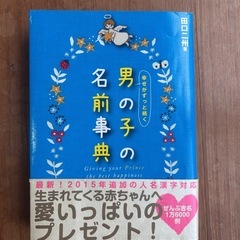 田口二州 著
幸せがずっと続く
男の子の
名前事典
Giving your Prince
the best happiness
最新!2015年追加の人名漢字対応
生まれてくる赤ちゃんへ
愛いっぱいの
プレゼント!
ぜんぶ吉名
1万6000
例